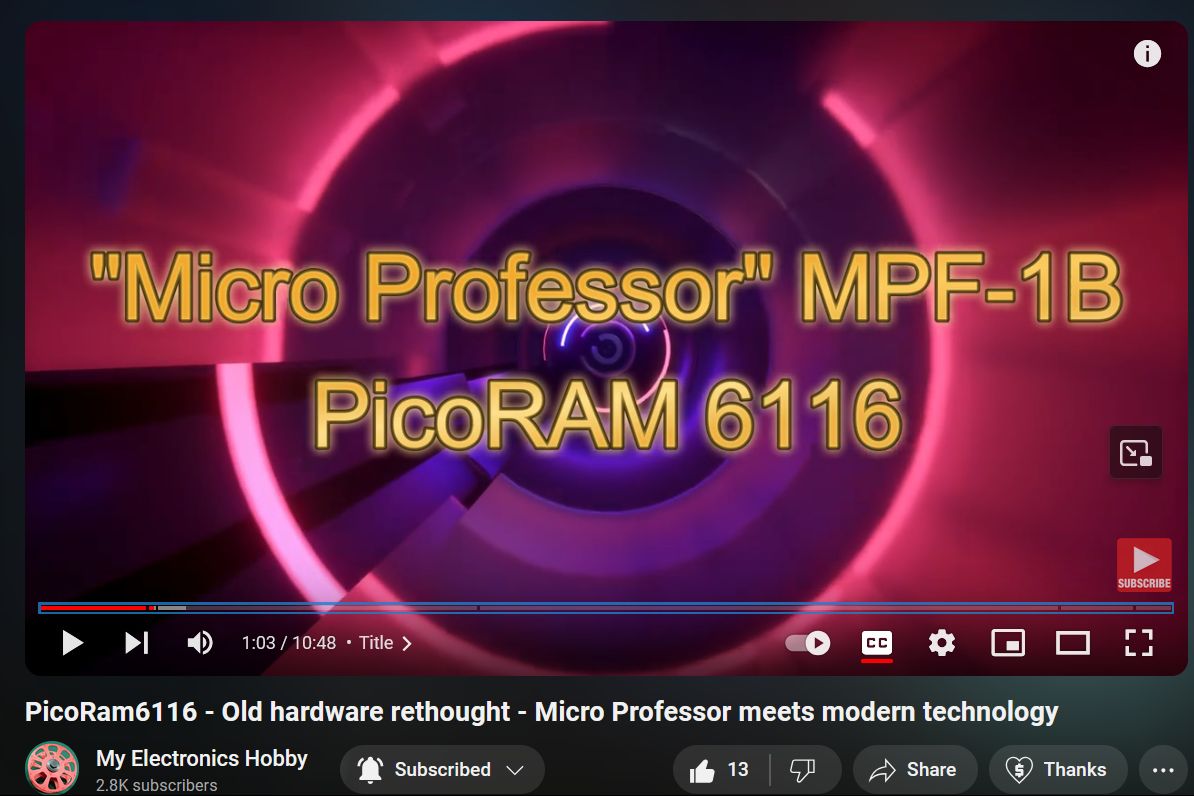 "Micro Professor" MPF-1B
PicoRAM 6116
SUBSCRIBE
1:03 / 10:48 • Title
CC
PicoRam6116 - Old hardware rethought - Micro Professor meets modern technology
My Electronics Hobby
2.8K subscribers
Subscribed
13
Share
Thanks